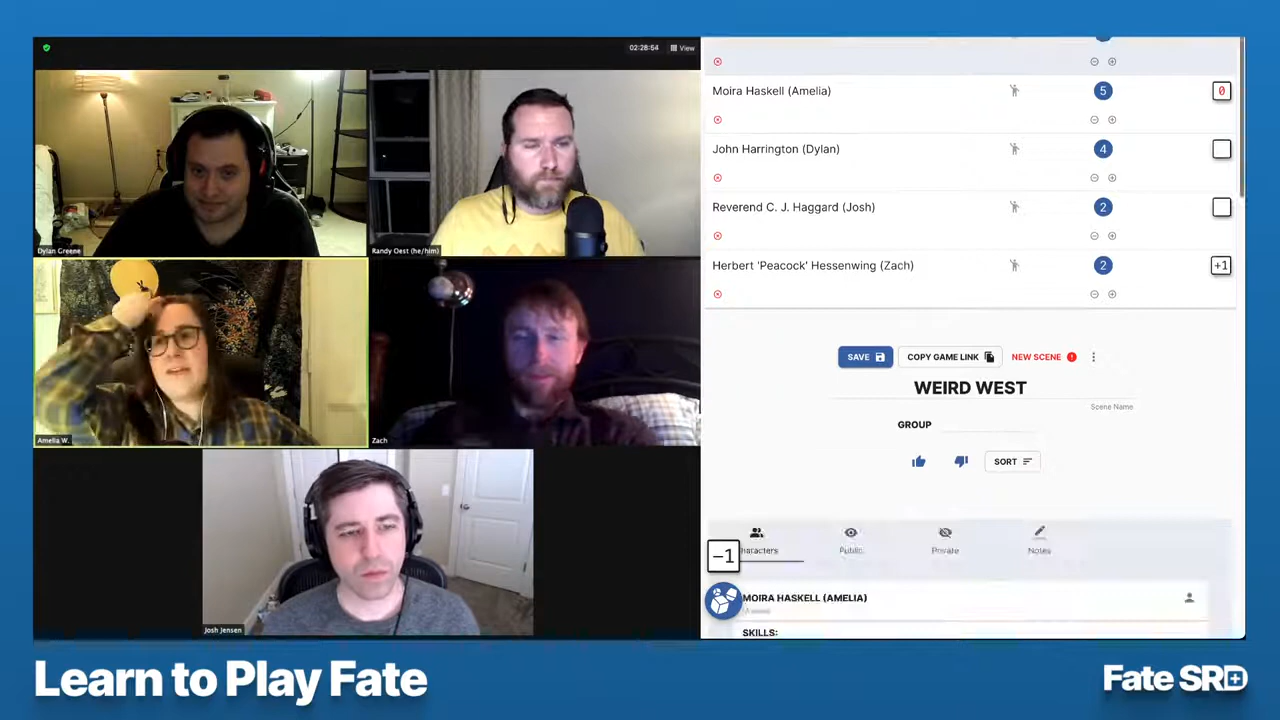 02:28:54 View
Dylan Greene
Randy Oest (he/him)
Amelia W.
Zach
Josh Jensen
Moira Haskell (Amelia) 5 0
John Harrington (Dylan) 4
Reverend C. J. Haggard (Josh) 2
Herbert 'Peacock' Hessenwing (Zach) 2 +1
SAVE COPY GAME LINK NEW SCENE
WEIRD WEST
Scene Name
GROUP
SORT
haracters Public Private Notes
−1
MOIRA HASKELL (AMELIA)
SKILLS:
Learn to Play Fate
Fate SRD